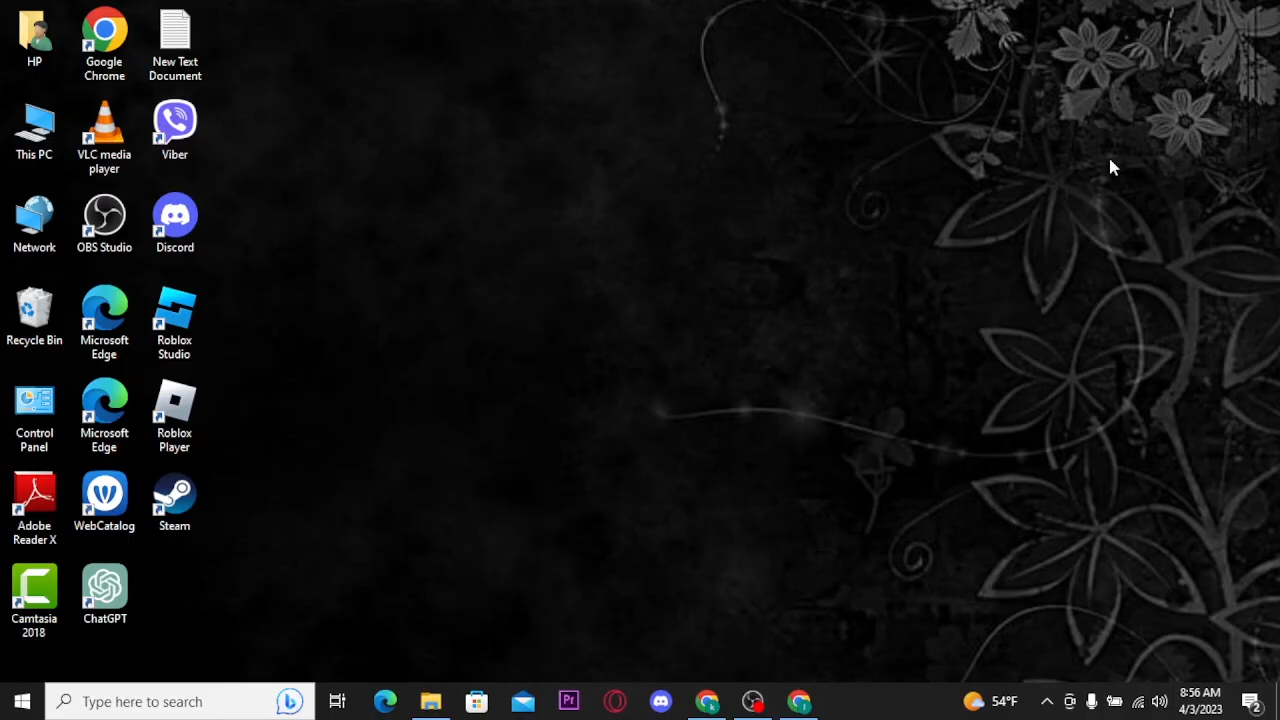 HP
Google
Chrome
New Text
Document
This PC
VLC media
player
Viber
Network
OBS Studio
Discord
Recycle Bin
Microsoft
Edge
Roblox
Studio
Control
Panel
Microsoft
Edge
Roblox
Player
Adobe
Reader X
WebCatalog
Steam
Camtasia
2018
ChatGPT
Type here to search
Pr
k
j
54°F
8:56 AM
4/3/2023
2